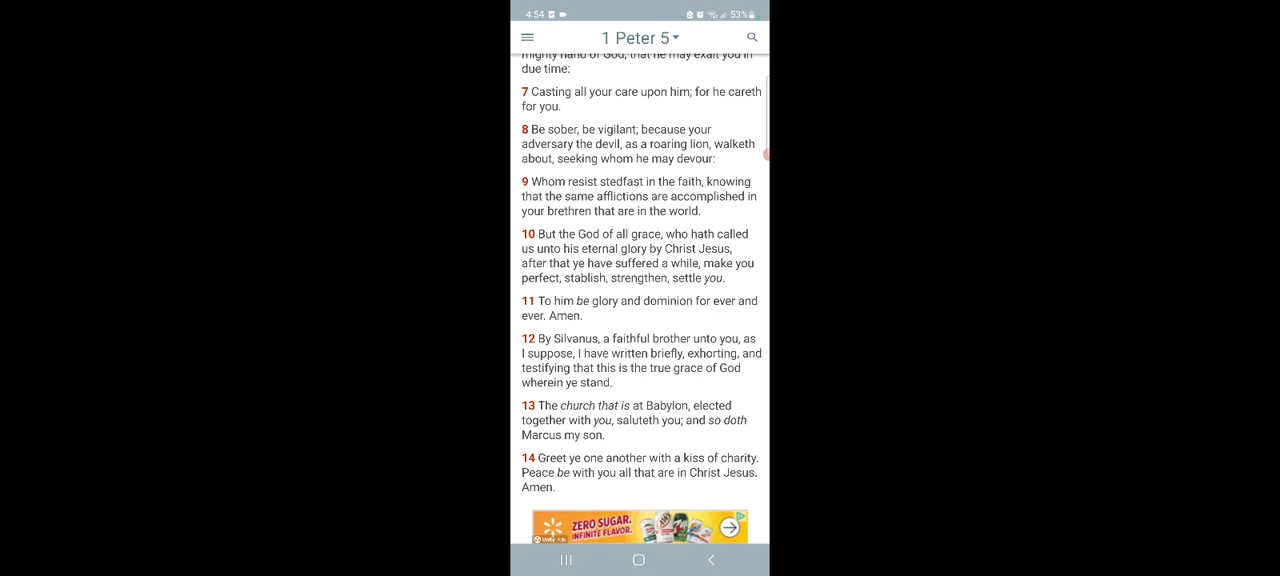 4:54 53%
1 Peter 5
mighty hand of God, that he may exalt you in
due time:
7 Casting all your care upon him; for he careth
for you.
8 Be sober, be vigilant; because your
adversary the devil, as a roaring lion, walketh
about, seeking whom he may devour:
9 Whom resist stedfast in the faith, knowing
that the same afflictions are accomplished in
your brethren that are in the world.
10 But the God of all grace, who hath called
us unto his eternal glory by Christ Jesus,
after that ye have suffered a while, make you
perfect, stablish, strengthen, settle you.
11 To him be glory and dominion for ever and
ever. Amen.
12 By Silvanus, a faithful brother unto you, as
I suppose, I have written briefly, exhorting, and
testifying that this is the true grace of God
wherein ye stand.
13 The church that is at Babylon, elected
together with you, saluteth you; and so doth
Marcus my son.
14 Greet ye one another with a kiss of charity.
Peace be with you all that are in Christ Jesus.
Amen.
ZERO SUGAR.
INFINITE FLAVOR.